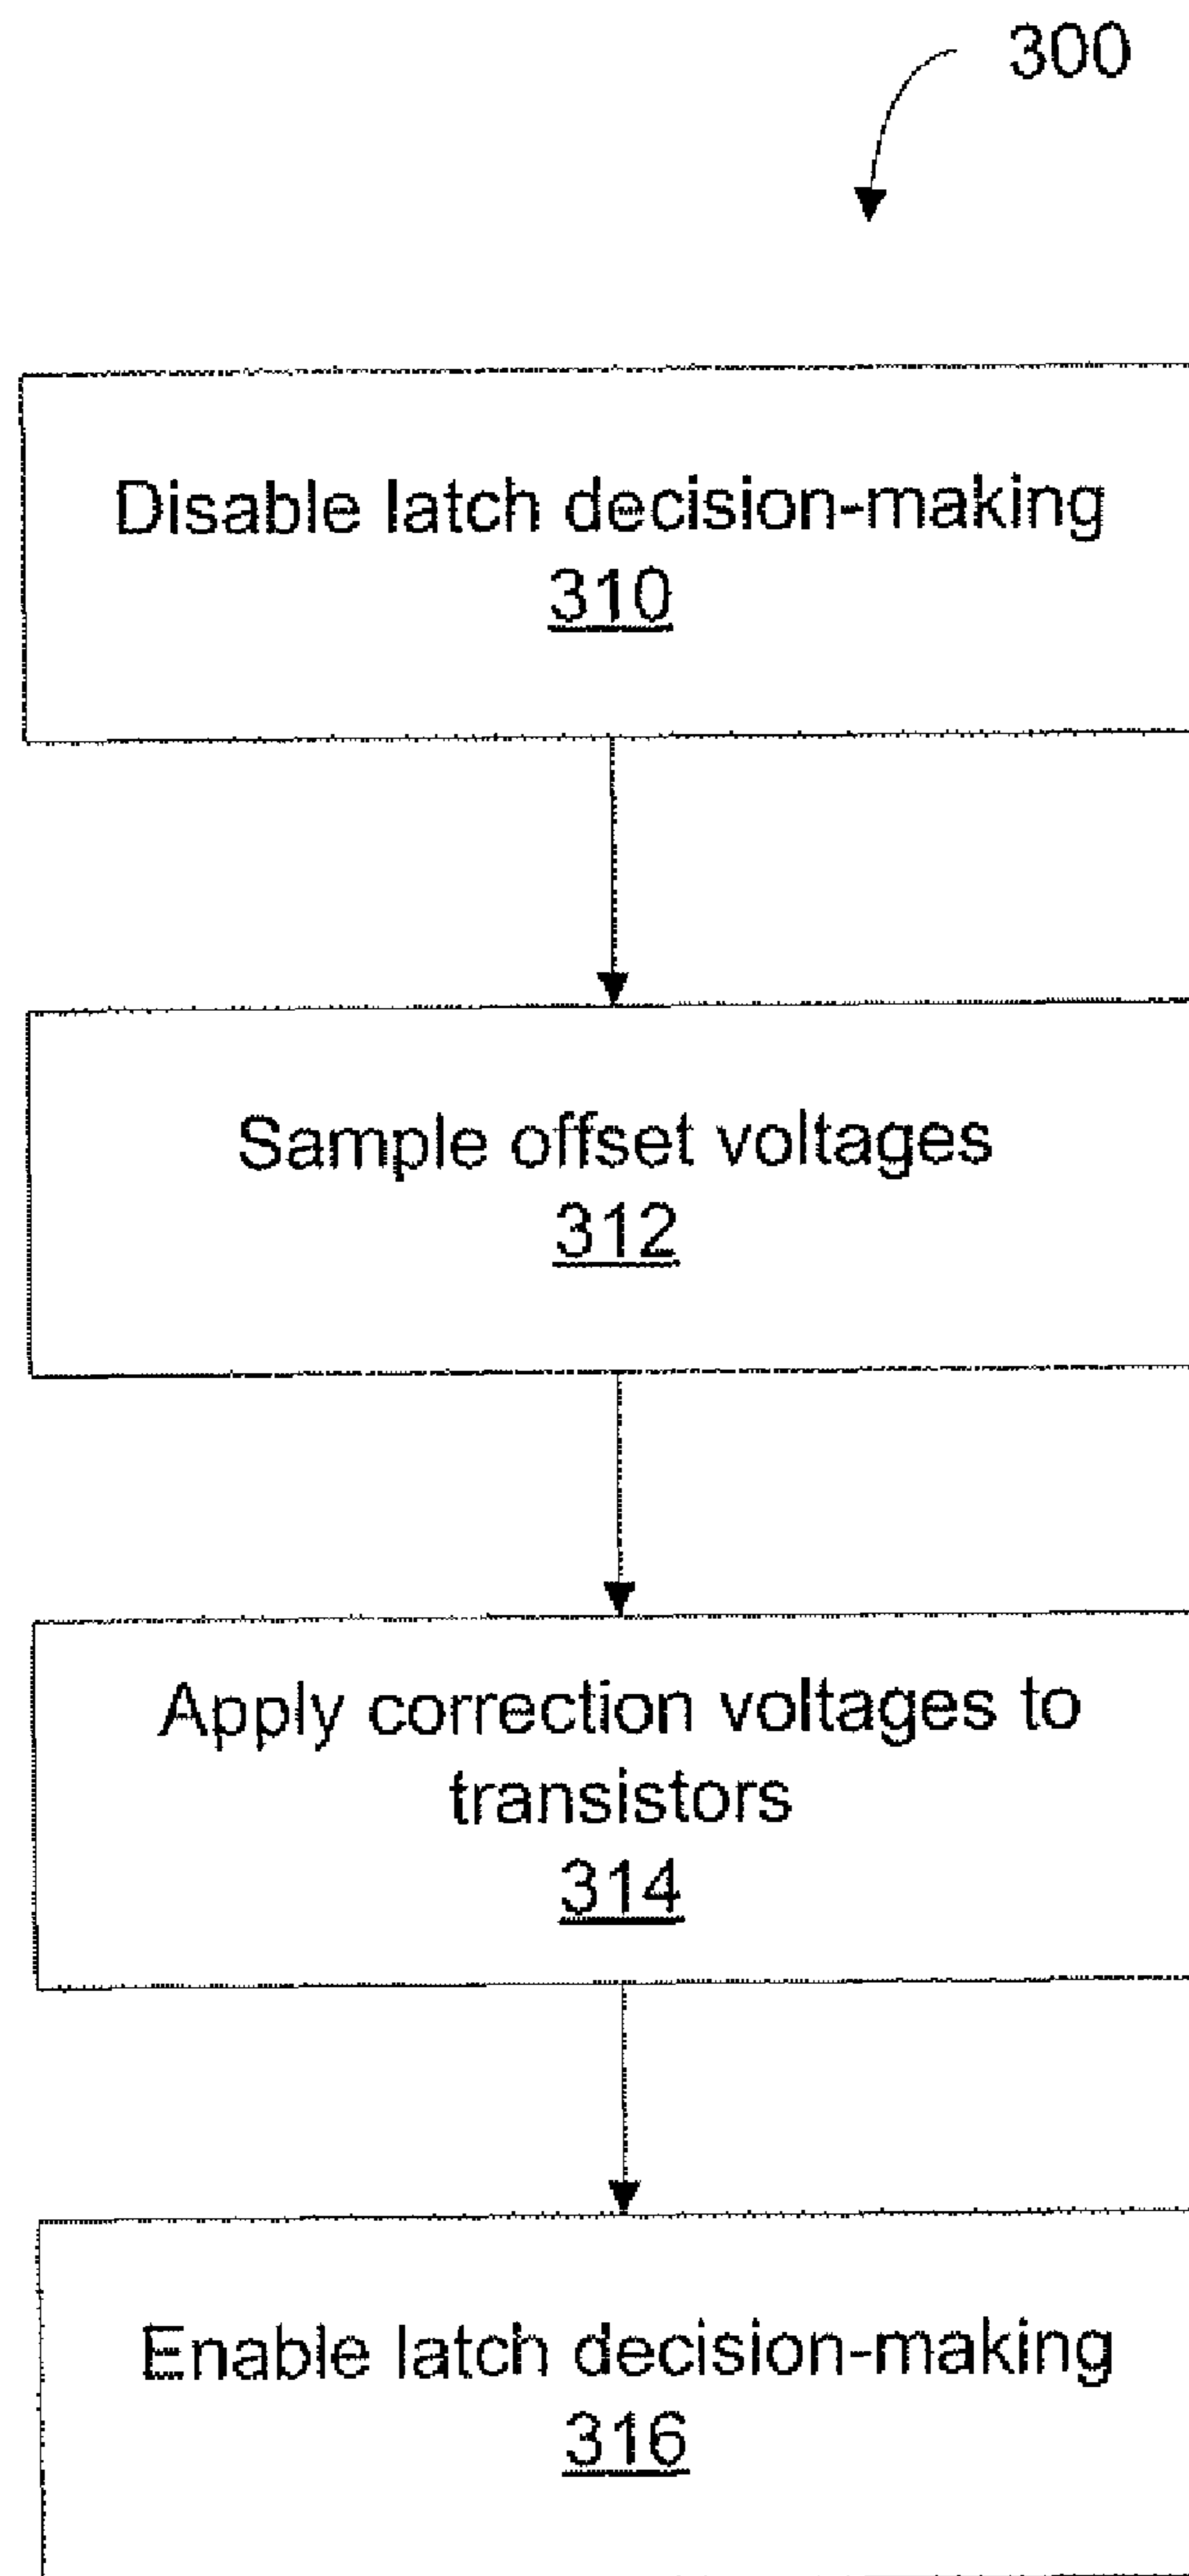 300
Disable latch decision-making
310
Sample offset voltages
312
Apply correction voltages to
transistors
314
Enable latch decision-making
316